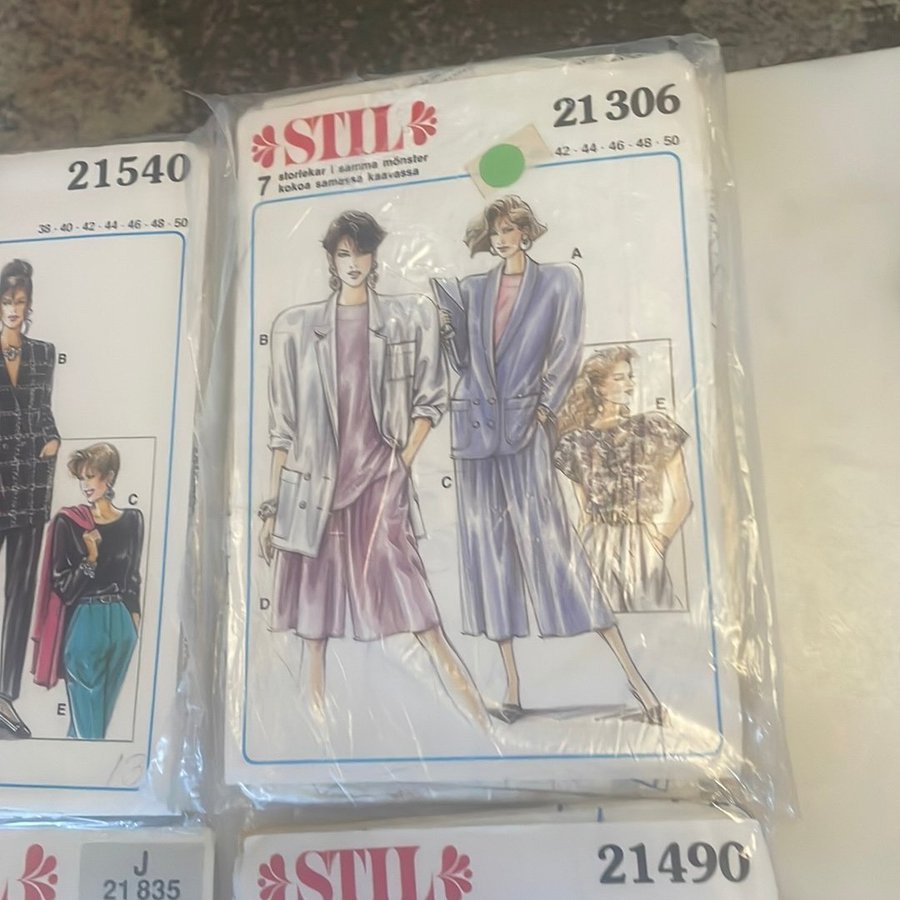 21540
38 · 40 · 42 · 44 · 46 · 48 · 50
B
C
E
13
STIL
21 306
7 storlekar i samma mönster
kokoa samassa kaavassa
42 · 44 · 46 · 48 · 50
A
B
E
C
D
J
21 835
STIL
21490